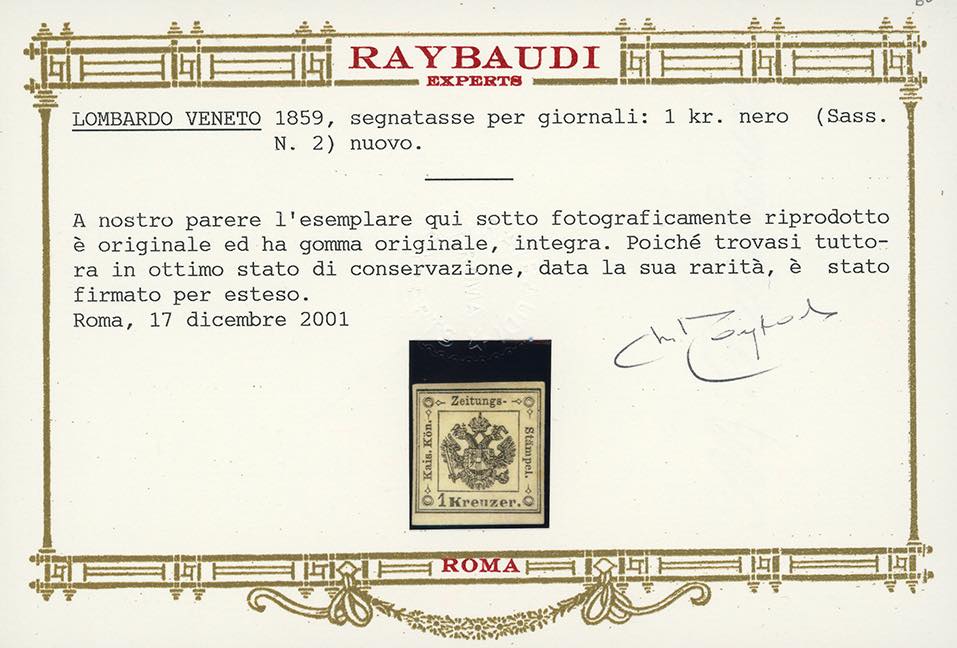 RAYBAUDI
EXPERTS
LOMBARDO VENETO 1859, segnatasse per giornali: 1 kr. nero (Sass.
N. 2) nuovo.
A nostro parere l'esemplare qui sotto fotograficamente riprodotto
è originale ed ha gomma originale, integra. Poiché trovasi tutto-
ra in ottimo stato di conservazione, data la sua rarità, è stato
firmato per esteso.
Roma, 17 dicembre 2001
Zeitungs-
Kais. Kön.
Stämpel.
1 Kreuzer.
ROMA